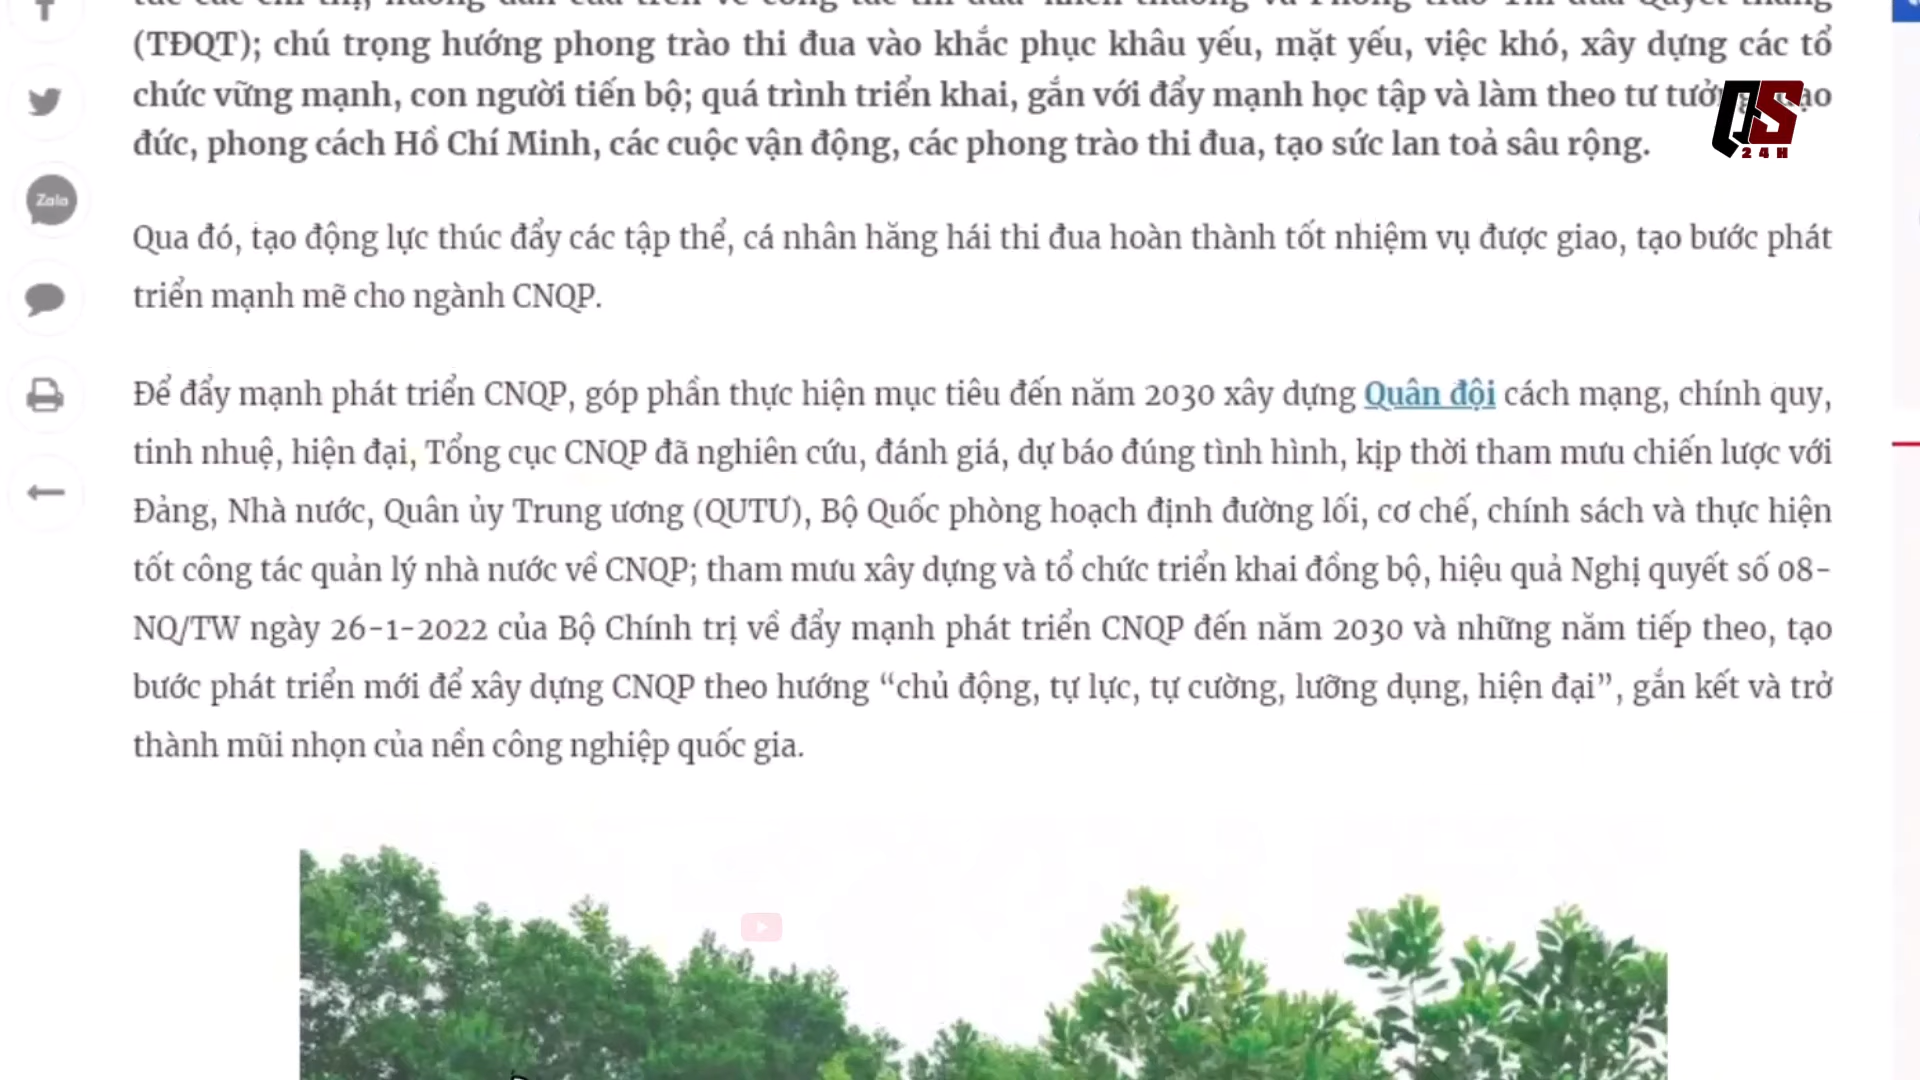 (TĐQT); chú trọng hướng phong trào thi đua vào khắc phục khâu yếu, mặt yếu, việc khó, xây dựng các tổ
chức vững mạnh, con người tiến bộ; quá trình triển khai, gắn với đẩy mạnh học tập và làm theo tư
đức, phong cách Hồ Chí Minh, các cuộc vận động, các phong trào thi đua, tạo sức lan toả sâu rộng.
QS
24H
Zalo
Qua đó, tạo động lực thúc đẩy các tập thể, cá nhân hăng hái thi đua hoàn thành tốt nhiệm vụ được giao, tạo bước phát
triển mạnh mẽ cho ngành CNQP.
Để đẩy mạnh phát triển CNQP, góp phần thực hiện mục tiêu đến năm 2030 xây dựng Quân đội cách mạng, chính quy,
tinh nhuệ, hiện đại, Tổng cục CNQP đã nghiên cứu, đánh giá, dự báo đúng tình hình, kịp thời tham mưu chiến lược với
Đảng, Nhà nước, Quân ủy Trung ương (QUTƯ), Bộ Quốc phòng hoạch định đường lối, cơ chế, chính sách và thực hiện
tốt công tác quản lý nhà nước về CNQP; tham mưu xây dựng và tổ chức triển khai đồng bộ, hiệu quả Nghị quyết số 08-
NQ/TW ngày 26-1-2022 của Bộ Chính trị về đẩy mạnh phát triển CNQP đến năm 2030 và những năm tiếp theo, tạo
bước phát triển mới để xây dựng CNQP theo hướng “chủ động, tự lực, tự cường, lưỡng dụng, hiện đại”, gắn kết và trở
thành mũi nhọn của nền công nghiệp quốc gia.